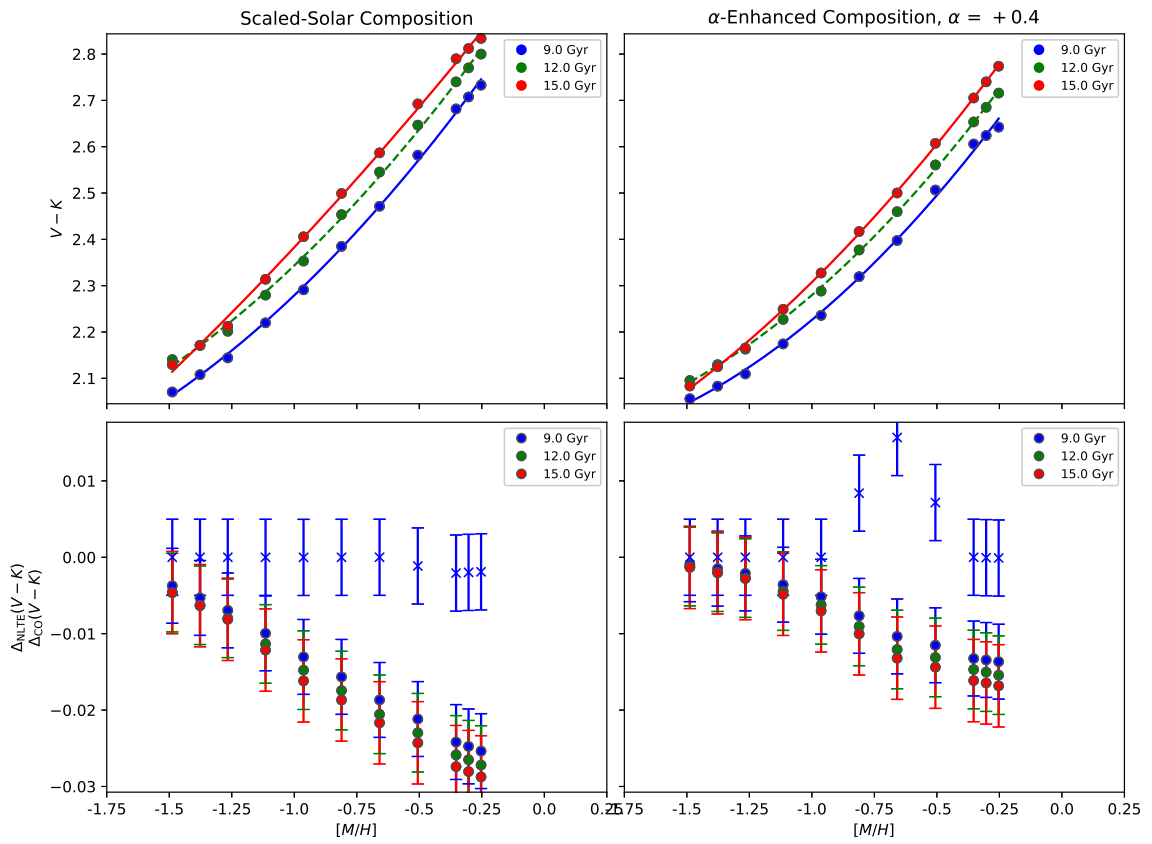 Scaled-Solar Composition
α-Enhanced Composition, α = +0.4
2.8
2.7
2.6
2.5
2.4
2.3
2.2
2.1
V − K
9.0 Gyr
12.0 Gyr
15.0 Gyr
9.0 Gyr
12.0 Gyr
15.0 Gyr
0.01
0.00
−0.01
−0.02
−0.03
Δ_NLTE(V − K)
Δ_CO(V − K)
9.0 Gyr
12.0 Gyr
15.0 Gyr
9.0 Gyr
12.0 Gyr
15.0 Gyr
-1.75 -1.5 -1.25 -1.0 -0.75 -0.5 -0.25 0.0 0.25
-1.5 -1.25 -1.0 -0.75 -0.5 -0.25 0.0 0.25
[M/H]
[M/H]